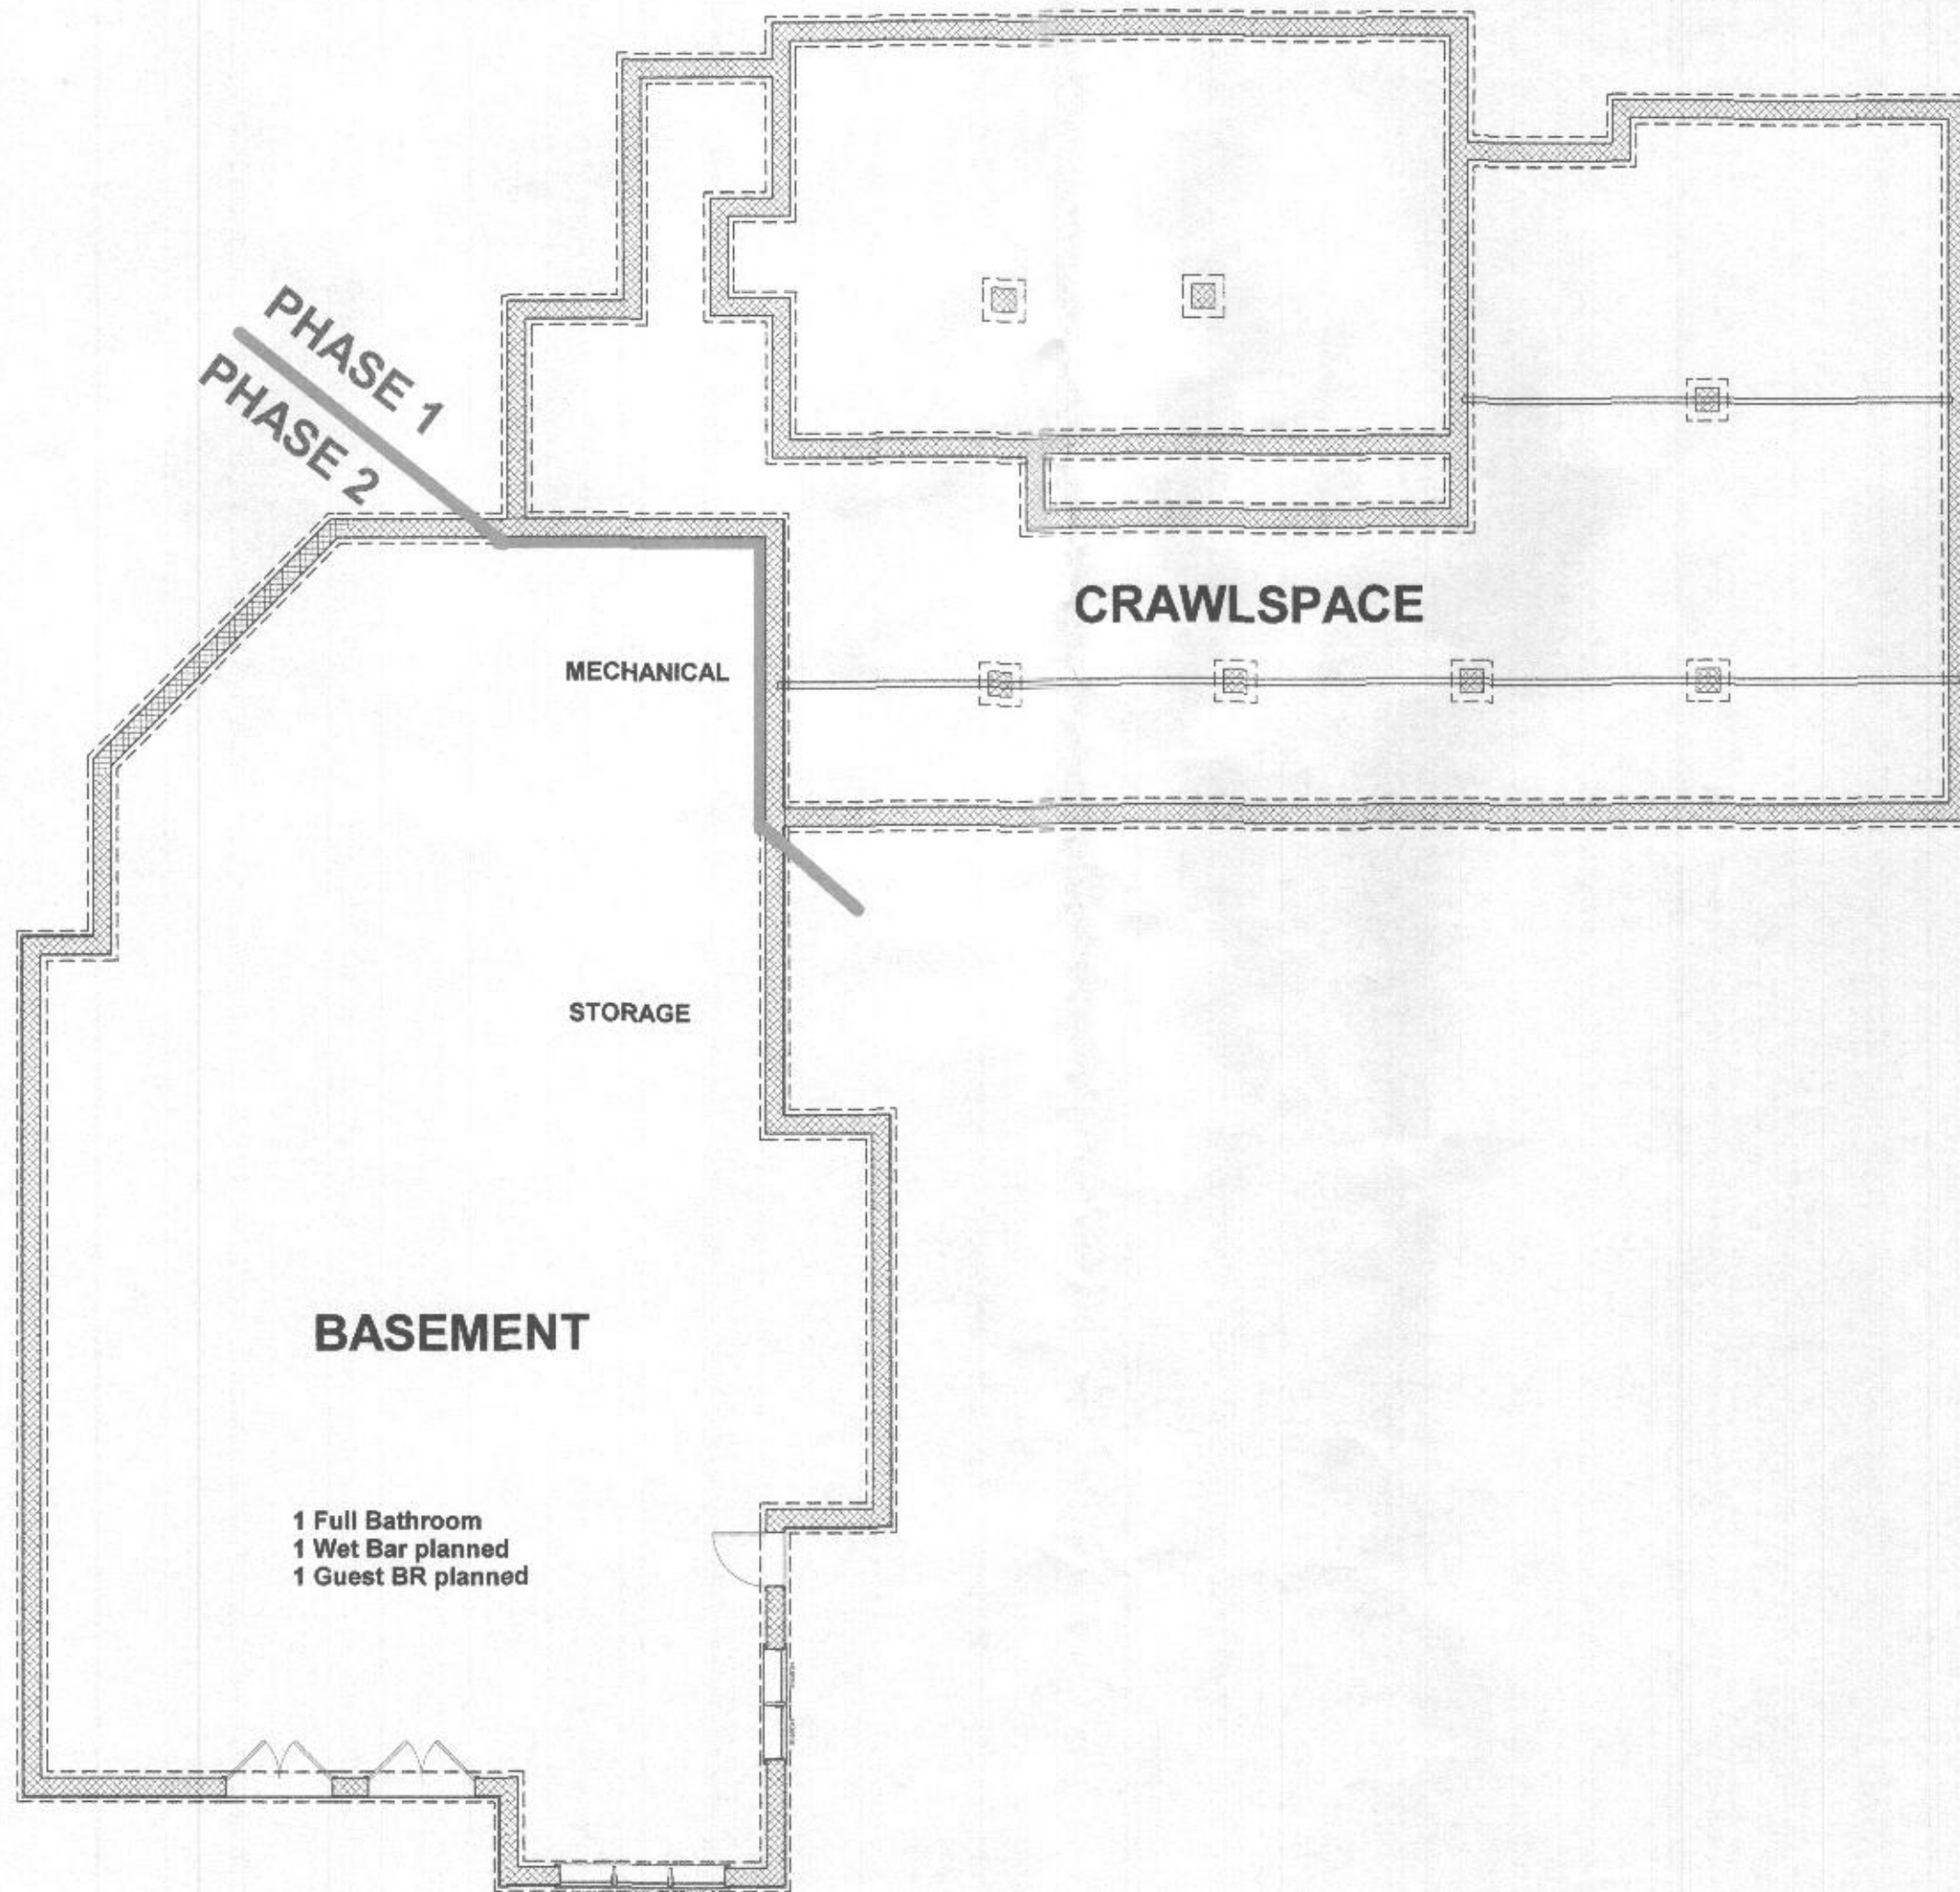 PHASE 1
PHASE 2
CRAWLSPACE
MECHANICAL
STORAGE
BASEMENT
1 Full Bathroom
1 Wet Bar planned
1 Guest BR planned